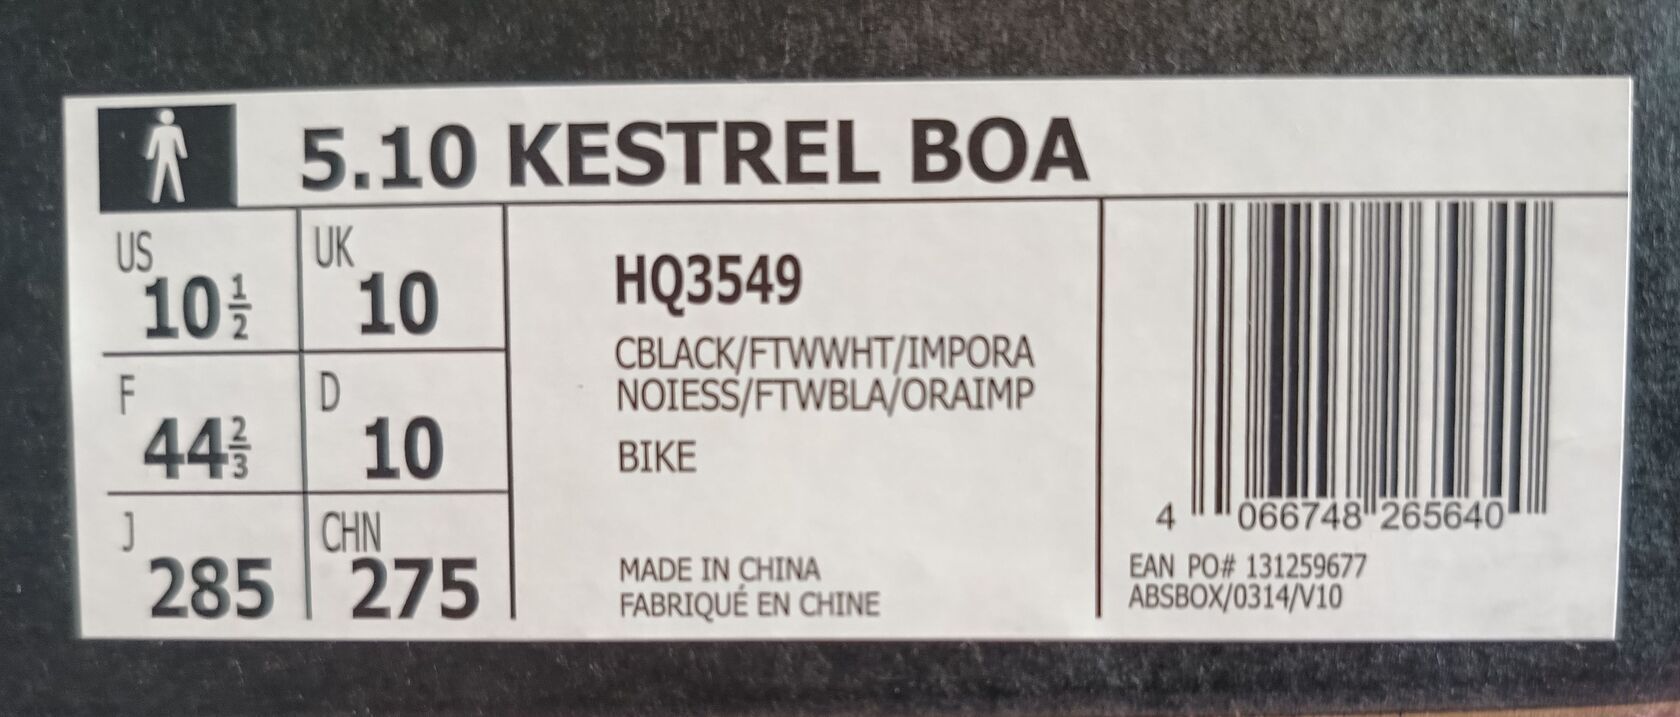 5.10 KESTREL BOA
US
10 1/2
UK
10
F
44 2/3
D
10
J
285
CHN
275
HQ3549
CBLACK/FTWWHT/IMPORA
NOIESS/FTWBLA/ORAIMP
BIKE
MADE IN CHINA
FABRIQUÉ EN CHINE
4 066748 265640
EAN PO# 131259677
ABSBOX/0314/V10